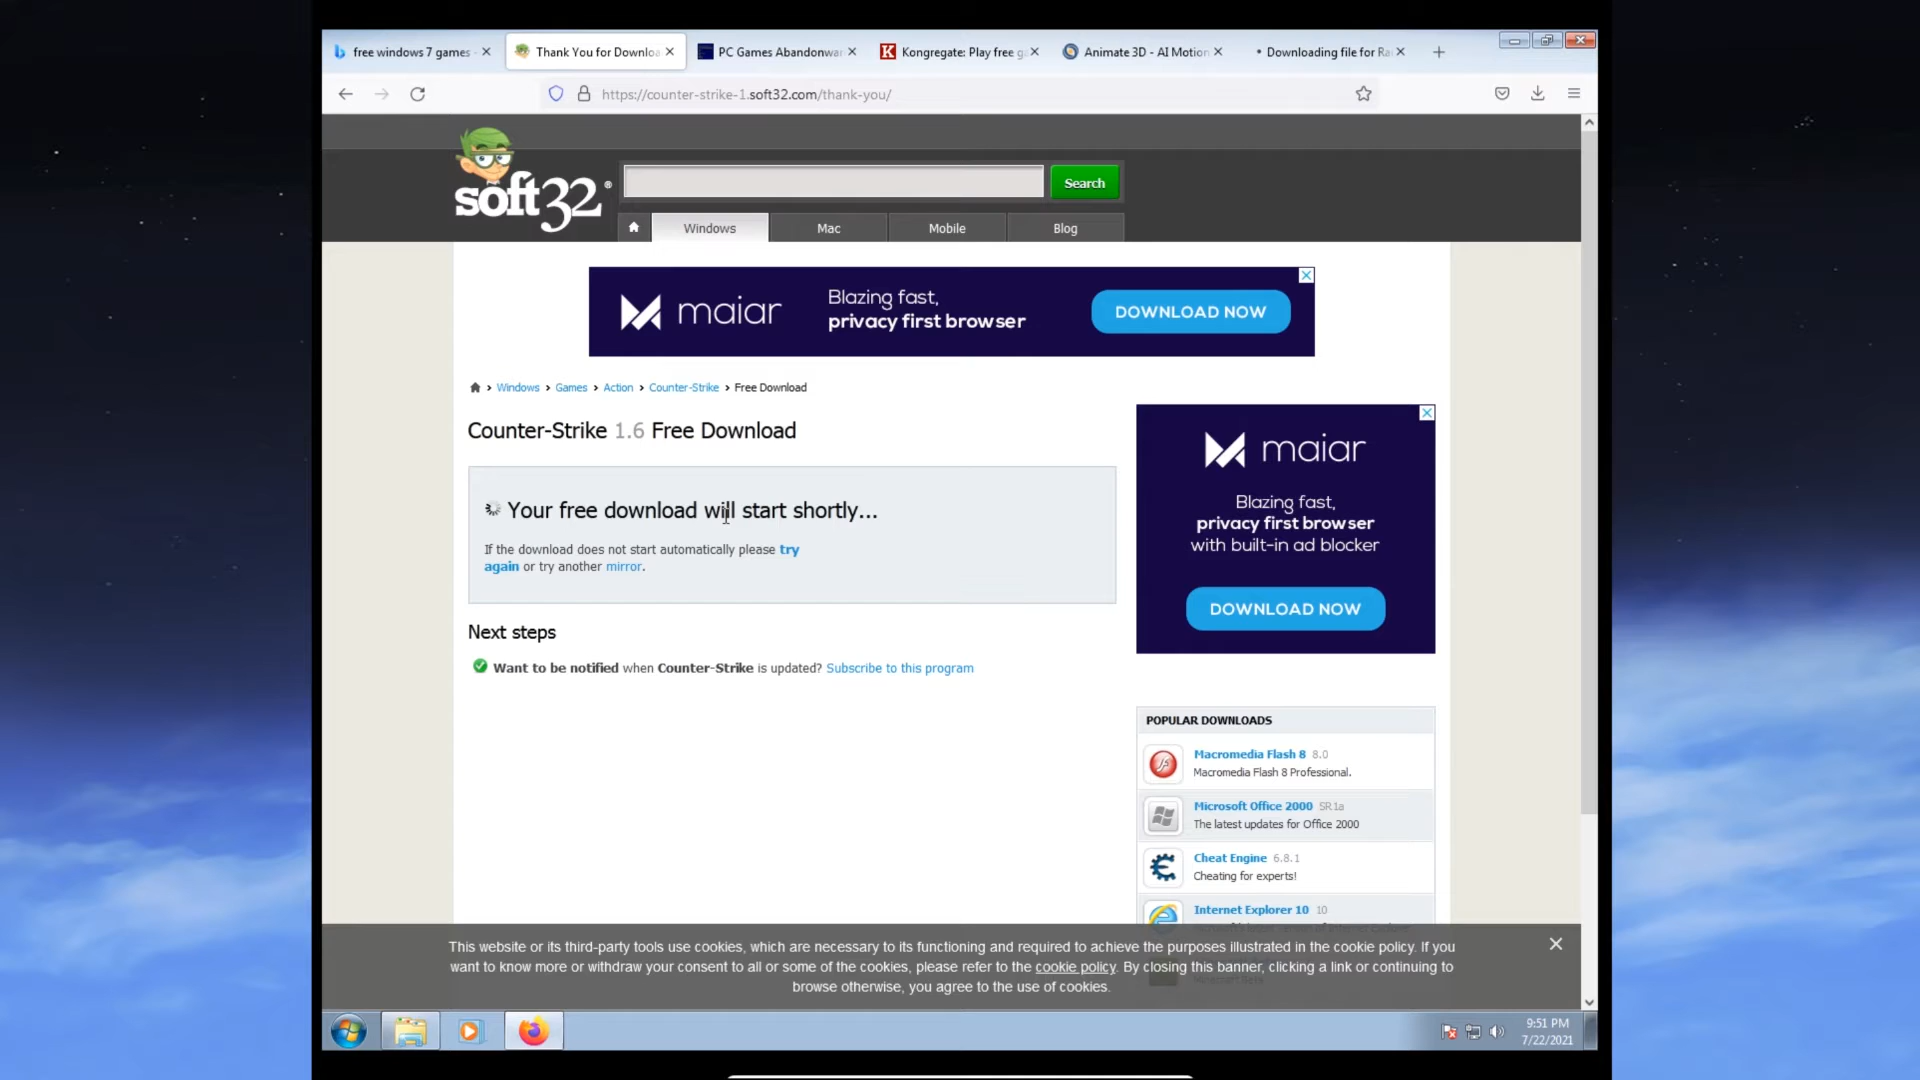 free windows 7 games -
Thank You for Downloa
PC Games Abandonwar
Kongregate: Play free ga
Animate 3D - AI Motion
Downloading file for Ra
https://counter-strike-1.soft32.com/thank-you/
soft32®
Search
Windows
Mac
Mobile
Blog
maiar
Blazing fast,
privacy first browser
DOWNLOAD NOW
Windows › Games › Action › Counter-Strike › Free Download
Counter-Strike 1.6 Free Download
Your free download will start shortly...
If the download does not start automatically please try
again or try another mirror.
Next steps
Want to be notified when Counter-Strike is updated? Subscribe to this program
maiar
Blazing fast,
privacy first browser
with built-in ad blocker
DOWNLOAD NOW
POPULAR DOWNLOADS
Macromedia Flash 8 8.0
Macromedia Flash 8 Professional.
Microsoft Office 2000 SR1a
The latest updates for Office 2000
Cheat Engine 6.8.1
Cheating for experts!
Internet Explorer 10 10
This website or its third-party tools use cookies, which are necessary to its functioning and required to achieve the purposes illustrated in the cookie policy. If you
want to know more or withdraw your consent to all or some of the cookies, please refer to the cookie policy. By closing this banner, clicking a link or continuing to
browse otherwise, you agree to the use of cookies.
9:51 PM
7/22/2021